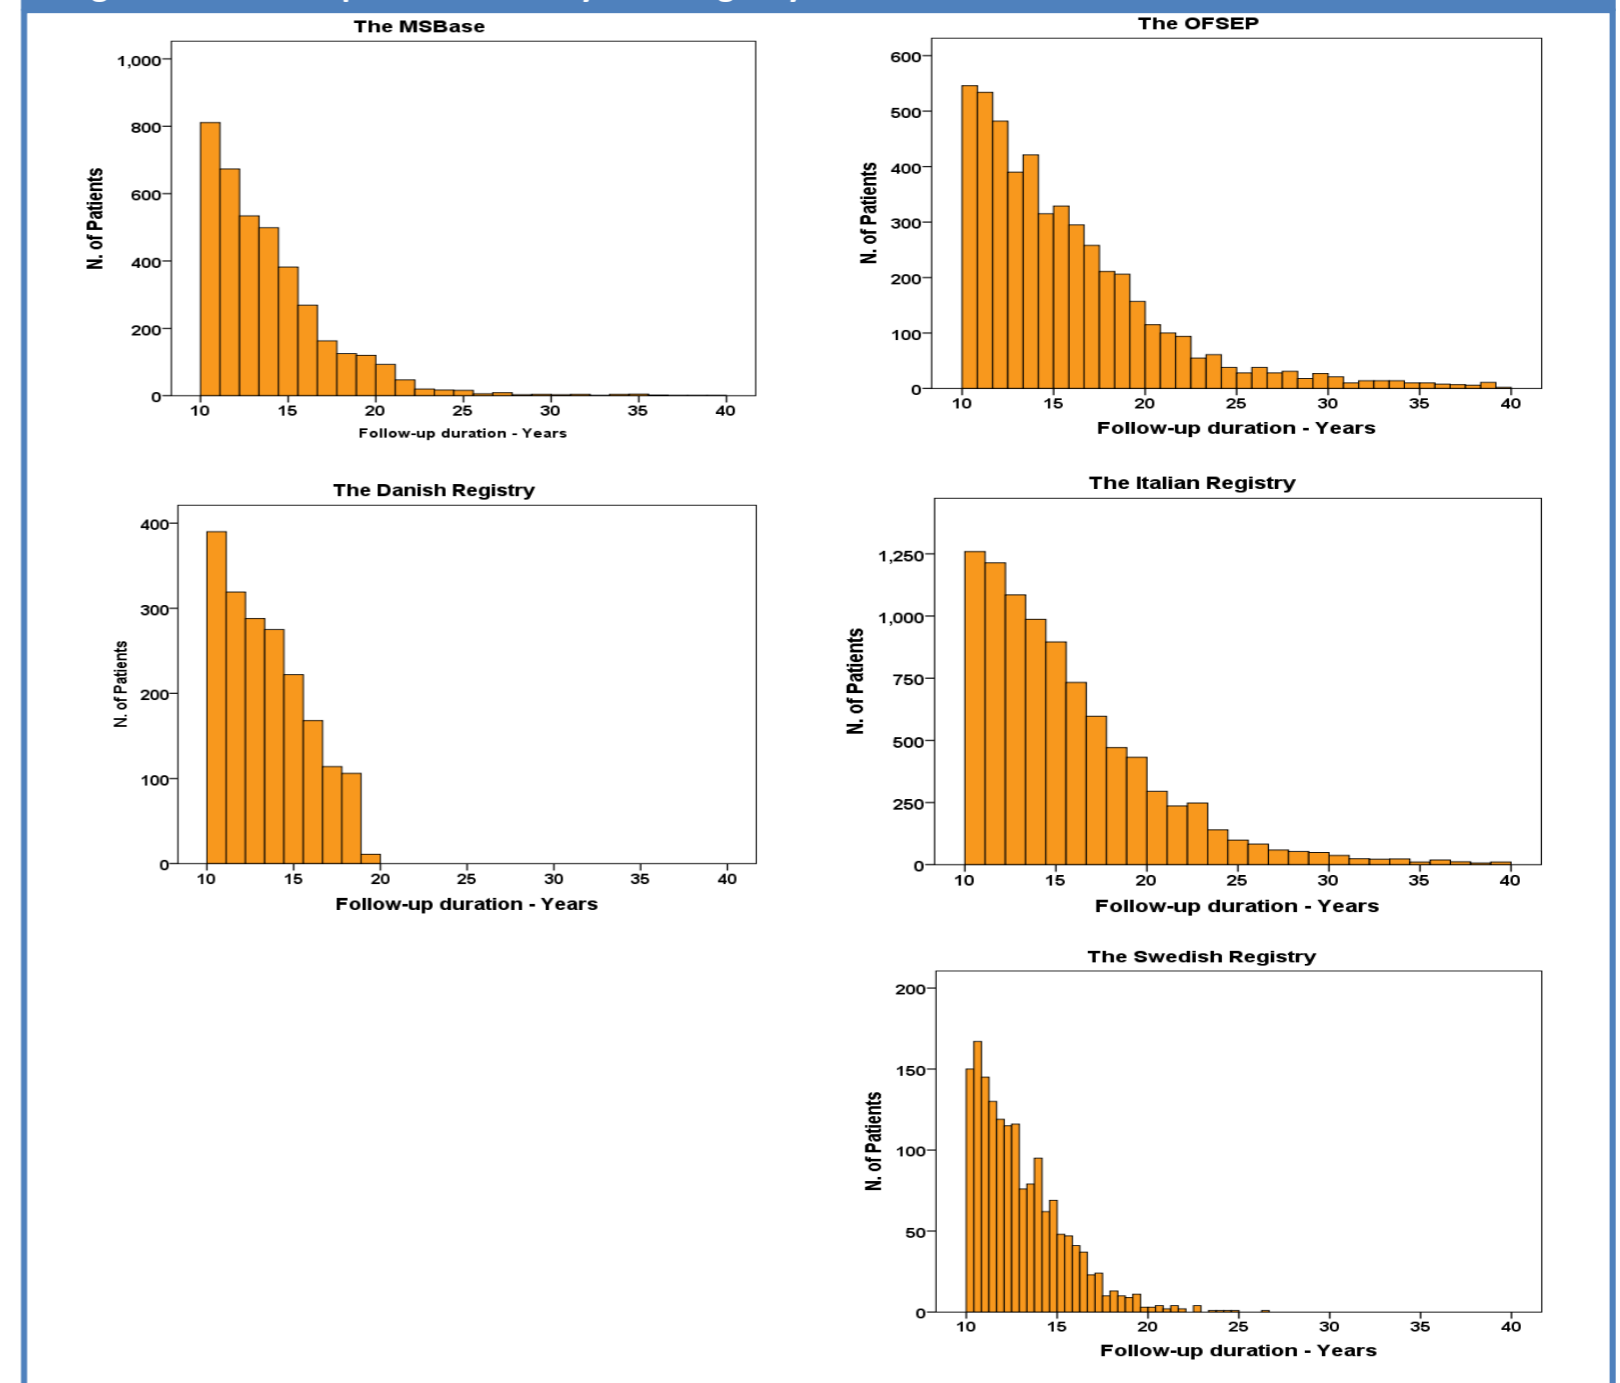 The MSBase
1,000
800
600
400
200
0
N. of Patients
10 15 20 25 30 35 40
Follow-up duration - Years
The OFSEP
600
500
400
300
200
100
0
N. of Patients
10 15 20 25 30 35 40
Follow-up duration - Years
The Danish Registry
400
300
200
100
0
N. of Patients
10 15 20 25 30 35 40
Follow-up duration - Years
The Italian Registry
1,250
1,000
750
500
250
0
N. of Patients
10 15 20 25 30 35 40
Follow-up duration - Years
The Swedish Registry
200
150
100
50
0
N. of Patients
10 15 20 25 30 35 40
Follow-up duration - Years